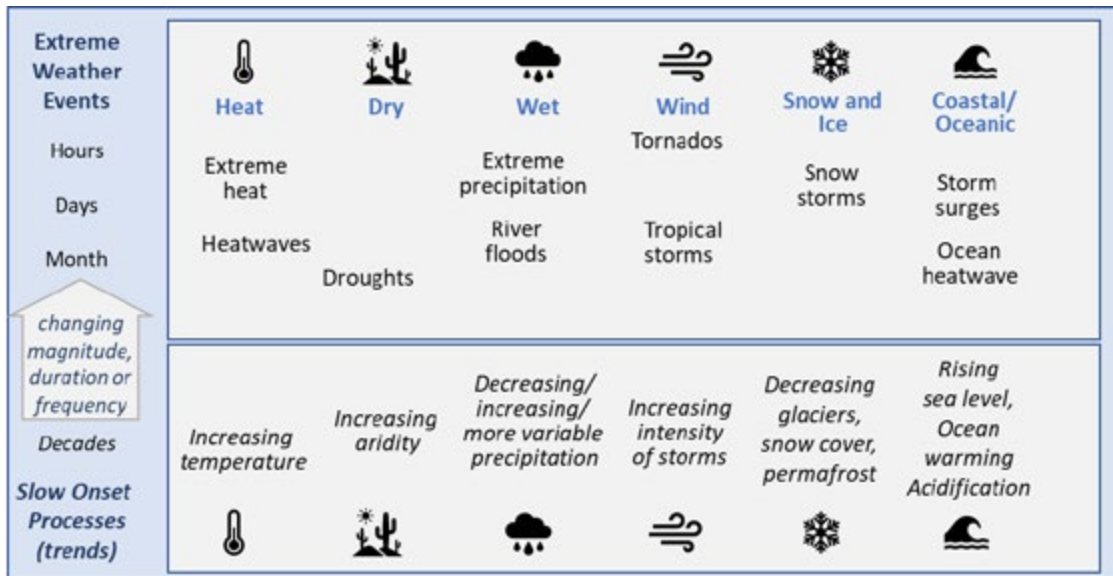 Extreme
Weather
Events
Hours
Days
Month
changing
magnitude,
duration or
frequency
Decades
Slow Onset
Processes
(trends)
Heat
Extreme
heat
Heatwaves
Dry
Droughts
Wet
Extreme
precipitation
River
floods
Wind
Tornados
Tropical
storms
Snow and
Ice
Snow
storms
Coastal/
Oceanic
Storm
surges
Ocean
heatwave
Increasing
temperature
Increasing
aridity
Decreasing/
increasing/
more variable
precipitation
Increasing
intensity
of storms
Decreasing
glaciers,
snow cover,
permafrost
Rising
sea level,
Ocean
warming
Acidification